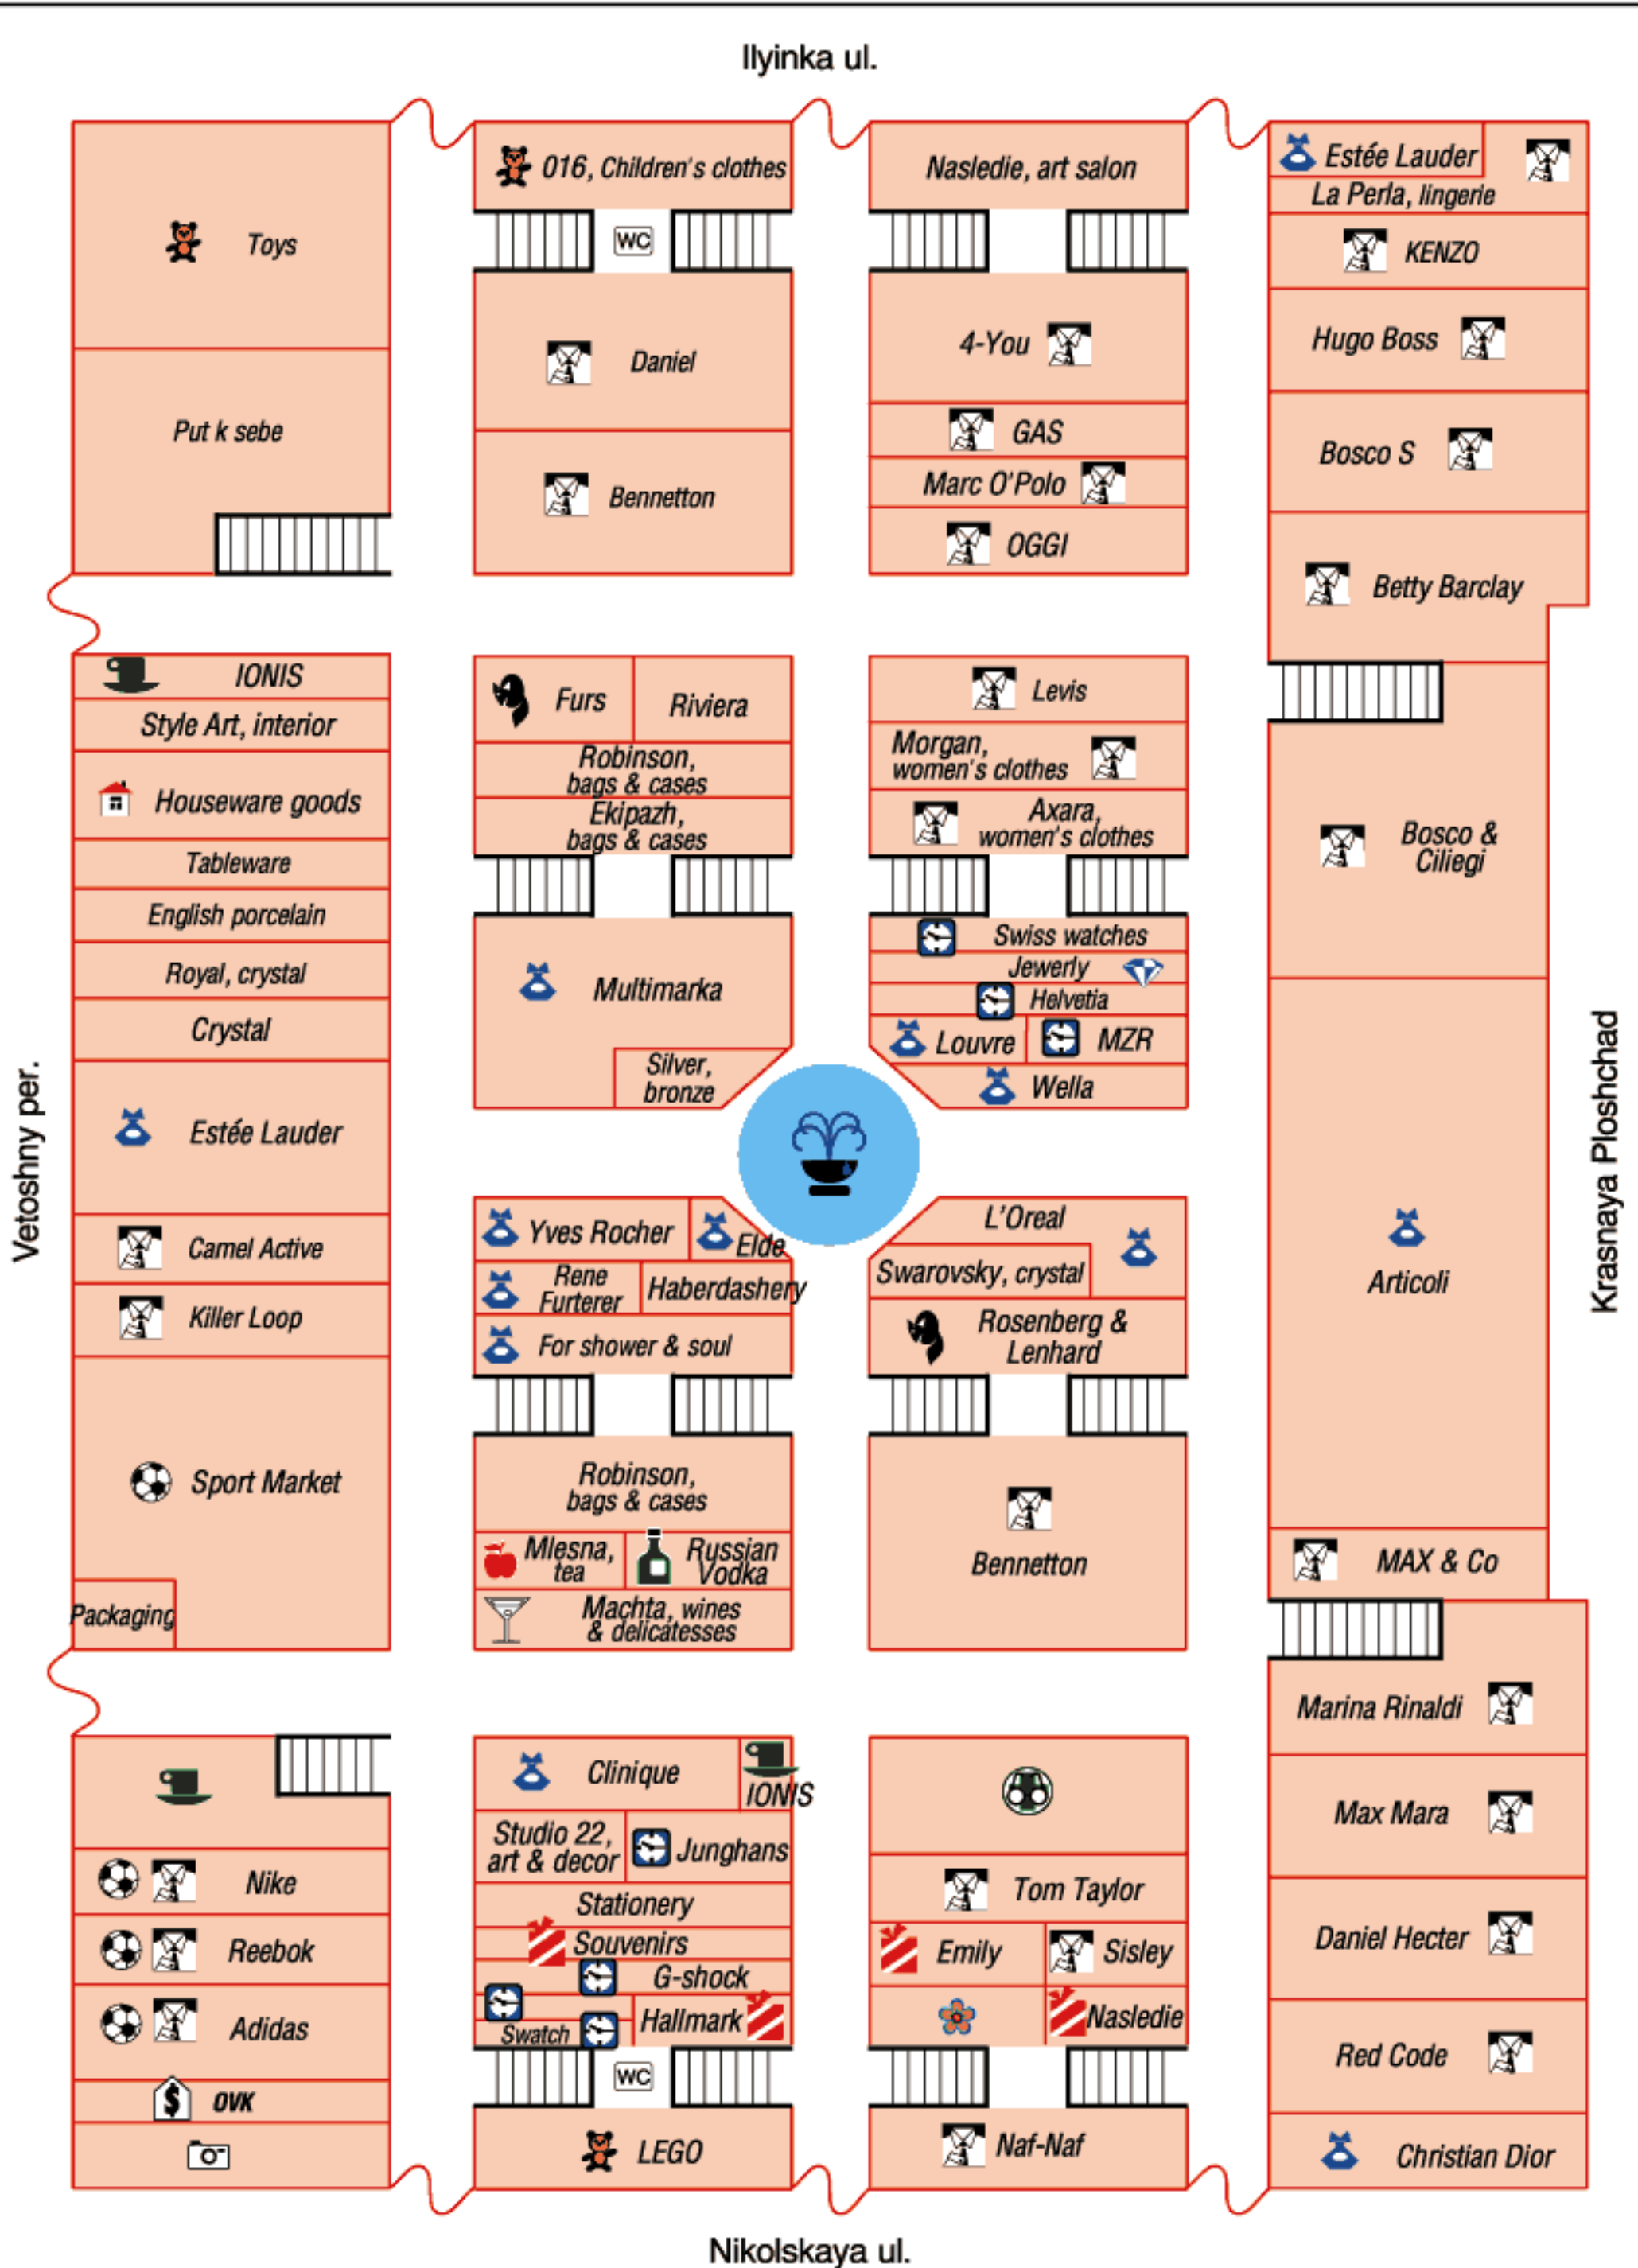 Ilyinka ul.
Toys
Put k sebe
016, Children's clothes
WC
Daniel
Bennetton
Nasledie, art salon
4-You
GAS
Marc O'Polo
OGGI
Estée Lauder
La Perla, lingerie
KENZO
Hugo Boss
Bosco S
Betty Barclay
IONIS
Style Art, interior
Houseware goods
Tableware
English porcelain
Royal, crystal
Crystal
Estée Lauder
Camel Active
Killer Loop
Sport Market
Packaging
Furs
Riviera
Robinson,
bags & cases
Ekipazh,
bags & cases
Multimarka
Silver,
bronze
Levis
Morgan,
women's clothes
Axara,
women's clothes
Swiss watches
Jewerly
Helvetia
Louvre
MZR
Wella
Bosco &
Ciliegi
Articoli
MAX & Co
Vetoshny per.
Krasnaya Ploshchad
Yves Rocher
Elde
Rene
Furterer
Haberdashery
For shower & soul
Robinson,
bags & cases
Mlesna,
tea
Russian
Vodka
Machta, wines
& delicatesses
L'Oreal
Swarovsky, crystal
Rosenberg &
Lenhard
Bennetton
Nike
Reebok
Adidas
$
OVK
Clinique
IONIS
Studio 22,
art & decor
Junghans
Stationery
Souvenirs
G-shock
Swatch
Hallmark
WC
LEGO
Tom Taylor
Emily
Sisley
Nasledie
Naf-Naf
Marina Rinaldi
Max Mara
Daniel Hecter
Red Code
Christian Dior
Nikolskaya ul.